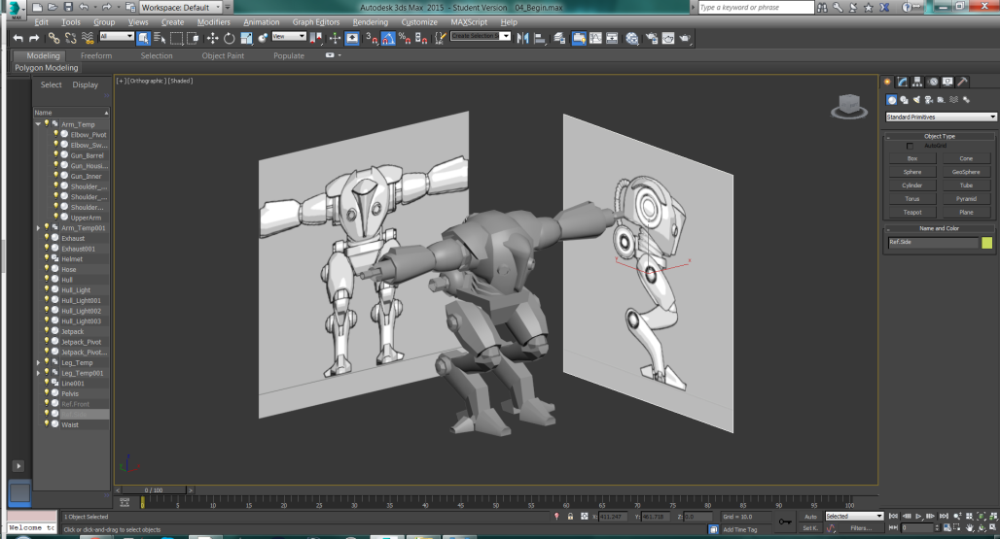 Workspace: Default
Autodesk 3ds Max 2015 - Student Version 04_Begin.max
Type a keyword or phrase
MAX
Edit Tools Group Views Create Modifiers Animation Graph Editors Rendering Customize MAXScript Help
All
View
Create Selection S
Modeling Freeform Selection Object Paint Populate
Polygon Modeling
Select Display
[+][Orthographic][Shaded]
Name
Arm_Temp
Elbow_Pivot
Elbow_Sw...
Gun_Barrel
Gun_Housi...
Gun_Inner
Shoulder_...
Shoulder_...
Shoulder...
UpperArm
Arm_Temp001
Exhaust
Exhaust001
Helmet
Hose
Hull
Hull_Light
Hull_Light001
Hull_Light002
Hull_Light003
Jetpack
Jetpack_Pivot
Jetpack_Pivot...
Leg_Temp
Leg_Temp001
Line001
Pelvis
Ref.Front
Waist
Standard Primitives
Object Type
AutoGrid
Box Cone
Sphere GeoSphere
Cylinder Tube
Torus Pyramid
Teapot Plane
Name and Color
Ref.Side
0 / 100
0 5 10 15 20 25 30 35 40 45 50 55 60 65 70 75 80 85 90 95 100
1 Object Selected
X: 411.247 Y: 461.718 Z: 0.0 Grid = 10.0
Auto Selected
Welcome to
Click or click-and-drag to select objects
Add Time Tag
Set K. Filters... 0